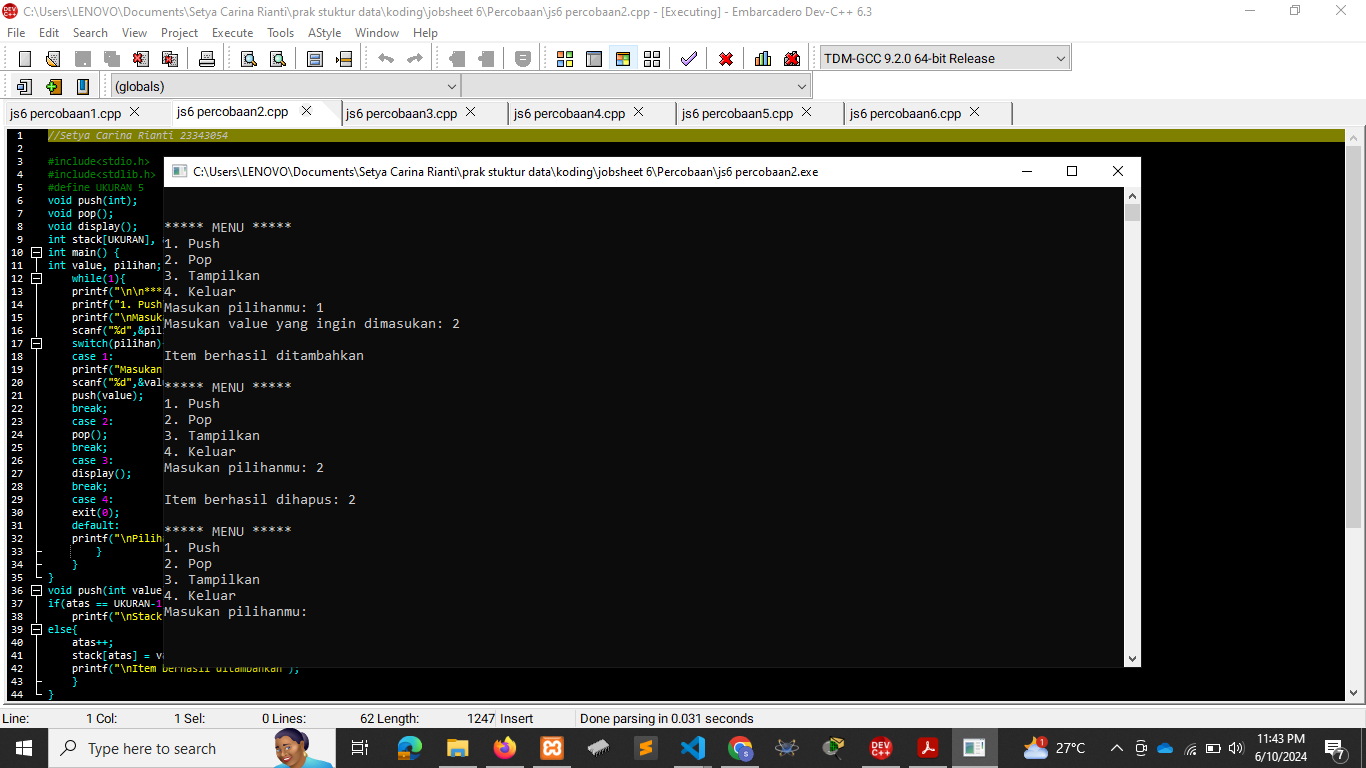 C:\Users\LENOVO\Documents\Setya Carina Rianti\prak stuktur data\koding\jobsheet 6\Percobaan\js6 percobaan2.cpp - [Executing] - Embarcadero Dev-C++ 6.3
File Edit Search View Project Execute Tools AStyle Window Help
TDM-GCC 9.2.0 64-bit Release
(globals)
js6 percobaan1.cpp js6 percobaan2.cpp js6 percobaan3.cpp js6 percobaan4.cpp js6 percobaan5.cpp js6 percobaan6.cpp
1 //Setya Carina Rianti 23343054
2
3 #include<stdio.h>
4 #include<stdlib.h>
5 #define UKURAN 5
6 void push(int);
7 void pop();
8 void display();
9 int stack[UKURAN],
10 int main() {
11 int value, pilihan;
12 while(1){
13 printf("\n\n***
14 printf("1. Push
15 printf("\nMasuk
16 scanf("%d",&pil
17 switch(pilihan)
18 case 1:
19 printf("Masukan
20 scanf("%d",&val
21 push(value);
22 break;
23 case 2:
24 pop();
25 break;
26 case 3:
27 display();
28 break;
29 case 4:
30 exit(0);
31 default:
32 printf("\nPilih
33 }
34 }
35 }
36 void push(int value
37 if(atas == UKURAN-1
38 printf("\nStack
39 else{
40 atas++;
41 stack[atas] = va
42 printf("\nItem berhasil ditambahkan");
43 }
44 }
C:\Users\LENOVO\Documents\Setya Carina Rianti\prak stuktur data\koding\jobsheet 6\Percobaan\js6 percobaan2.exe
***** MENU *****
1. Push
2. Pop
3. Tampilkan
4. Keluar
Masukan pilihanmu: 1
Masukan value yang ingin dimasukan: 2
Item berhasil ditambahkan
***** MENU *****
1. Push
2. Pop
3. Tampilkan
4. Keluar
Masukan pilihanmu: 2
Item berhasil dihapus: 2
***** MENU *****
1. Push
2. Pop
3. Tampilkan
4. Keluar
Masukan pilihanmu:
Line: 1 Col: 1 Sel: 0 Lines: 62 Length: 1247 Insert Done parsing in 0.031 seconds
Type here to search
DEV C++
1
27°C
11:43 PM
6/10/2024
7